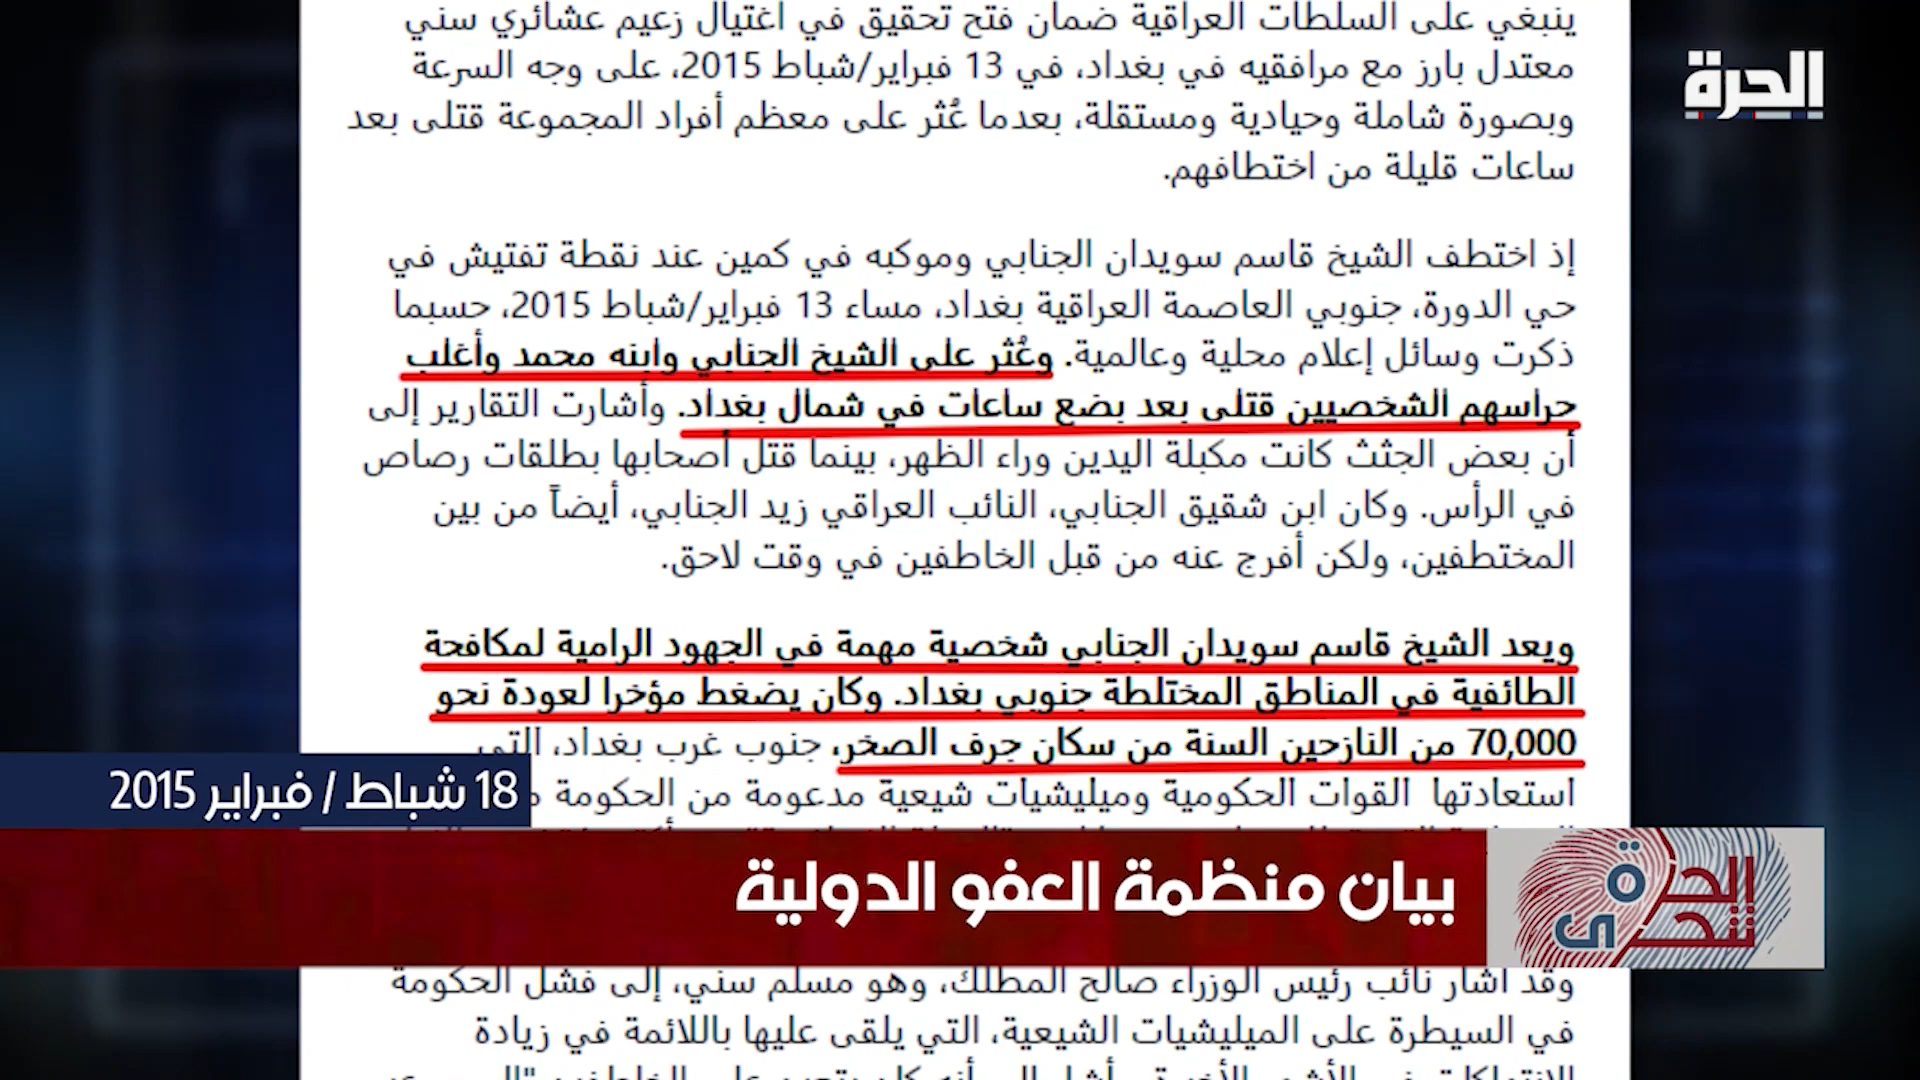 ينبغي على السلطات العراقية ضمان فتح تحقيق في اغتيال زعيم عشائري سني
معتدل بارز مع مرافقيه في بغداد، في 13 فبراير/شباط 2015، على وجه السرعة
وبصورة شاملة وحيادية ومستقلة، بعدما عُثر على معظم أفراد المجموعة قتلى بعد
ساعات قليلة من اختطافهم.
الحرة
إذ اختطف الشيخ قاسم سويدان الجنابي وموكبه في كمين عند نقطة تفتيش في
حي الدورة، جنوبي العاصمة العراقية بغداد، مساء 13 فبراير/شباط 2015، حسبما
ذكرت وسائل إعلام محلية وعالمية. وعُثر على الشيخ الجنابي وابنه محمد وأغلب
حراسهم الشخصيين قتلى بعد بضع ساعات في شمال بغداد. وأشارت التقارير إلى
أن بعض الجثث كانت مكبلة اليدين وراء الظهر، بينما قتل أصحابها بطلقات رصاص
في الرأس. وكان ابن شقيق الجنابي، النائب العراقي زيد الجنابي، أيضاً من بين
المختطفين، ولكن أفرج عنه من قبل الخاطفين في وقت لاحق.
ويعد الشيخ قاسم سويدان الجنابي شخصية مهمة في الجهود الرامية لمكافحة
الطائفية في المناطق المختلطة جنوبي بغداد. وكان يضغط مؤخرا لعودة نحو
70,000 من النازحين السنة من سكان جرف الصخر، جنوب غرب بغداد، التي
استعادتها القوات الحكومية وميليشيات شيعية مدعومة من الحكومة
18 شباط / فبراير 2015
بيان منظمة العفو الدولية
الحرة
تتحرى
وقد أشار نائب رئيس الوزراء صالح المطلك، وهو مسلم سني، إلى فشل الحكومة
في السيطرة على الميليشيات الشيعية، التي يلقى عليها باللائمة في زيادة